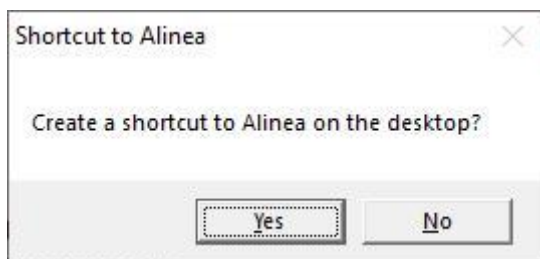 Shortcut to Alinea
Create a shortcut to Alinea on the desktop?
Yes
No